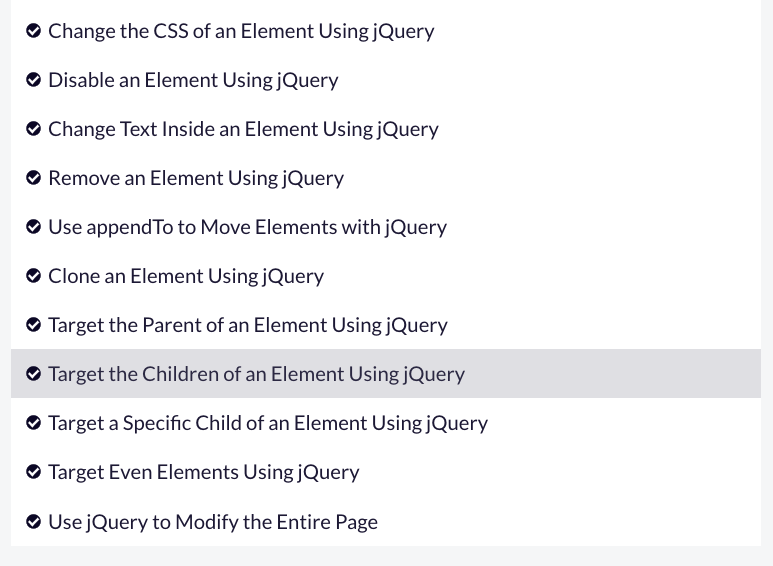 Change the CSS of an Element Using jQuery
Disable an Element Using jQuery
Change Text Inside an Element Using jQuery
Remove an Element Using jQuery
Use appendTo to Move Elements with jQuery
Clone an Element Using jQuery
Target the Parent of an Element Using jQuery
Target the Children of an Element Using jQuery
Target a Specific Child of an Element Using jQuery
Target Even Elements Using jQuery
Use jQuery to Modify the Entire Page